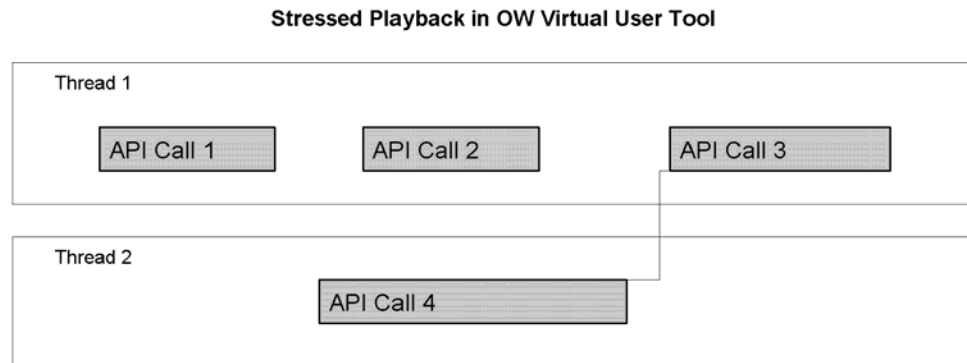 Stressed Playback in OW Virtual User Tool
Thread 1
API Call 1
API Call 2
API Call 3
Thread 2
API Call 4